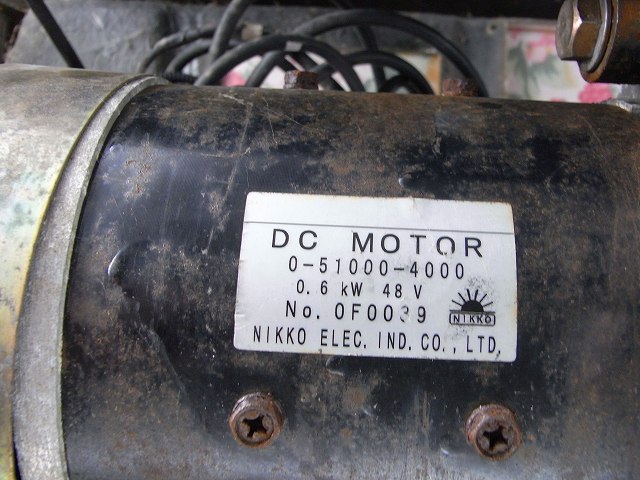 DC MOTOR
0-51000-4000
0.6 kW 48 V
No. 0F0039
NIKKO
NIKKO ELEC. IND. CO., LTD.